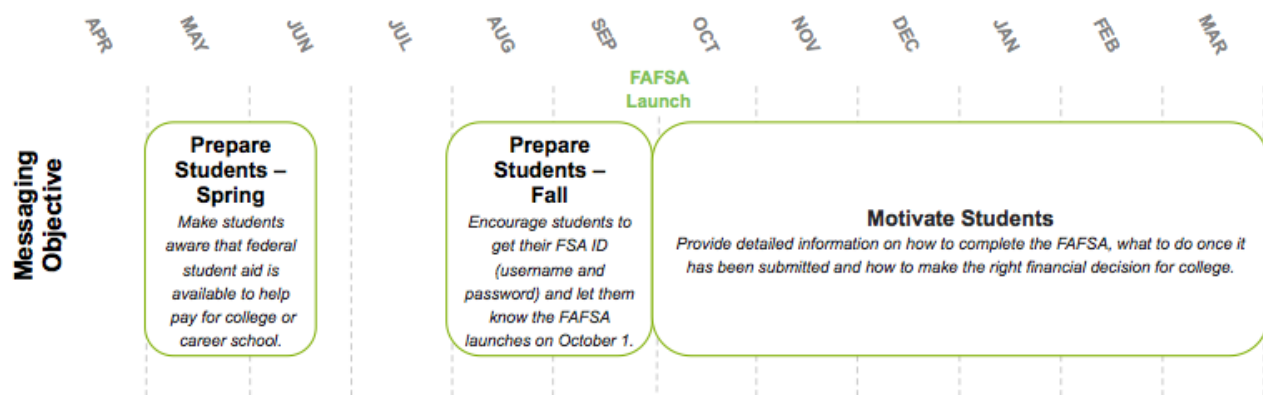 APR MAY JUN JUL AUG SEP OCT NOV DEC JAN FEB MAR
FAFSA
Launch
Messaging
Objective
Prepare
Students –
Spring
Make students
aware that federal
student aid is
available to help
pay for college or
career school.
Prepare
Students –
Fall
Encourage students to
get their FSA ID
(username and
password) and let them
know the FAFSA
launches on October 1.
Motivate Students
Provide detailed information on how to complete the FAFSA, what to do once it
has been submitted and how to make the right financial decision for college.